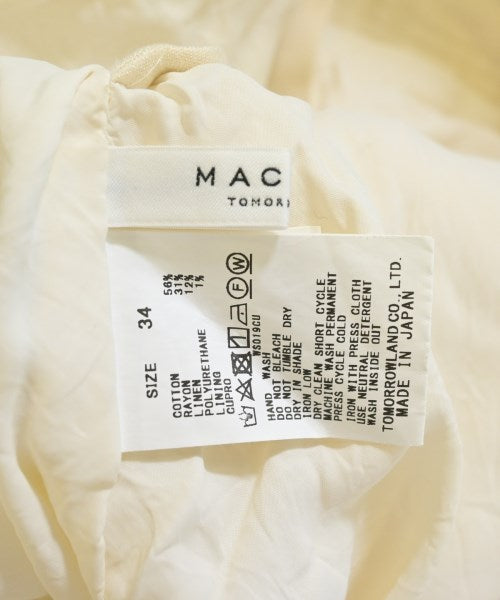 MAC
TOMOR
SIZE 34
COTTON 56%
RAYON 31%
LINEN 12%
POLYURETHANE 1%
LINING
CUPRO
WS019CU
HAND WASH
DO NOT BLEACH
DO NOT TUMBLE DRY
DRY IN SHADE
IRON LOW
DRY CLEAN SHORT CYCLE
MACHINE WASH PERMANENT
PRESS CYCLE COLD
IRON WITH PRESS CLOTH
USE NEUTRAL DETERGENT
WASH INSIDE OUT
TOMORROWLAND CO., LTD.
MADE IN JAPAN